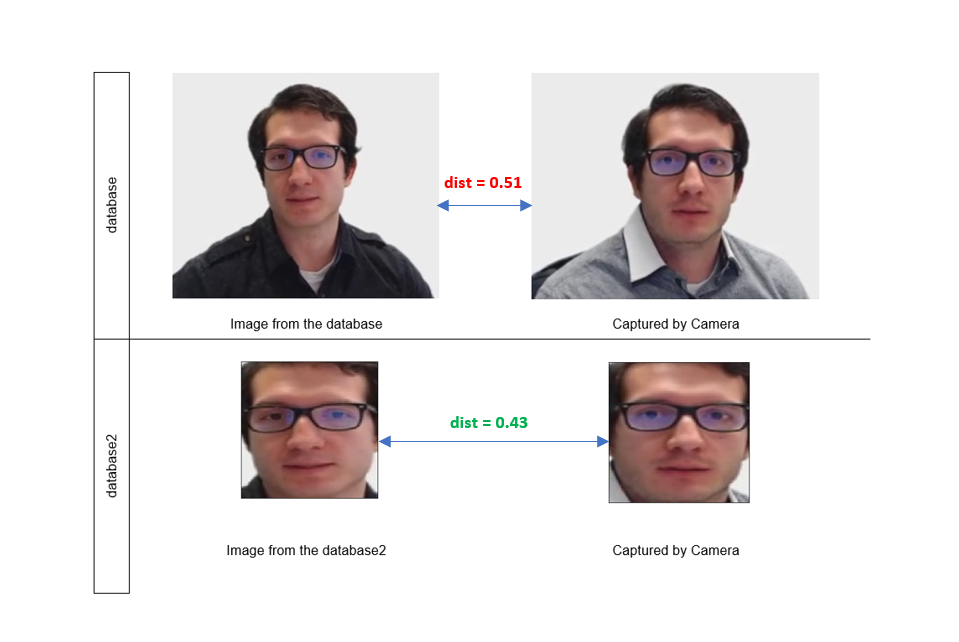 database
dist = 0.51
Image from the database
Captured by Camera
database2
dist = 0.43
Image from the database2
Captured by Camera